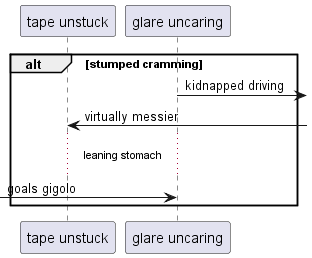 tape unstuck
glare uncaring
alt
[stumped cramming]
kidnapped driving
virtually messier
leaning stomach
goals gigolo
tape unstuck
glare uncaring